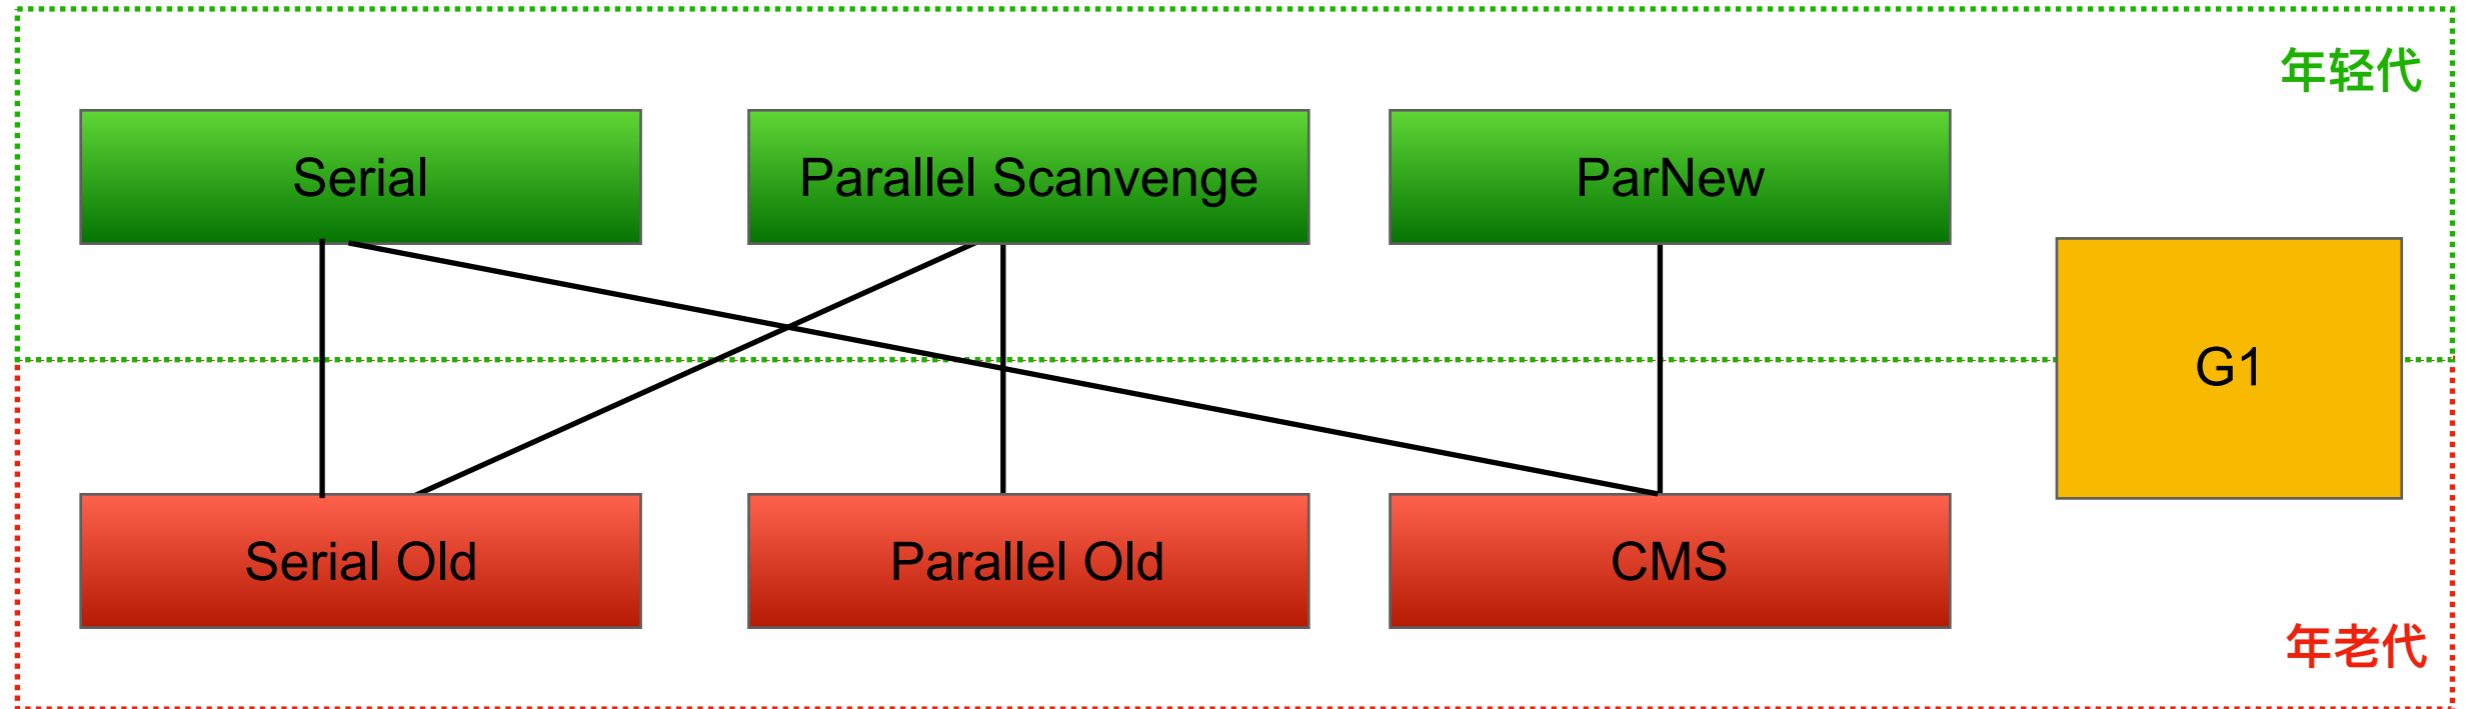 年轻代
Serial
Parallel Scanvenge
ParNew
G1
Serial Old
Parallel Old
CMS
年老代